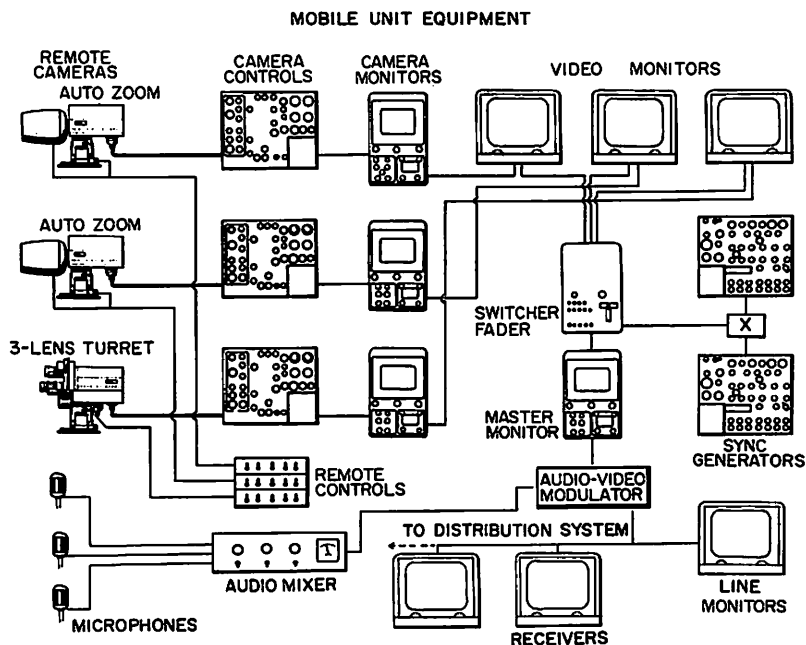 MOBILE UNIT EQUIPMENT
REMOTE
CAMERAS
AUTO ZOOM
CAMERA
CONTROLS
CAMERA
MONITORS
VIDEO MONITORS
AUTO ZOOM
SWITCHER
FADER
X
3-LENS TURRET
MASTER
MONITOR
SYNC
GENERATORS
REMOTE
CONTROLS
AUDIO-VIDEO
MODULATOR
TO DISTRIBUTION SYSTEM
AUDIO MIXER
LINE
MONITORS
MICROPHONES
RECEIVERS